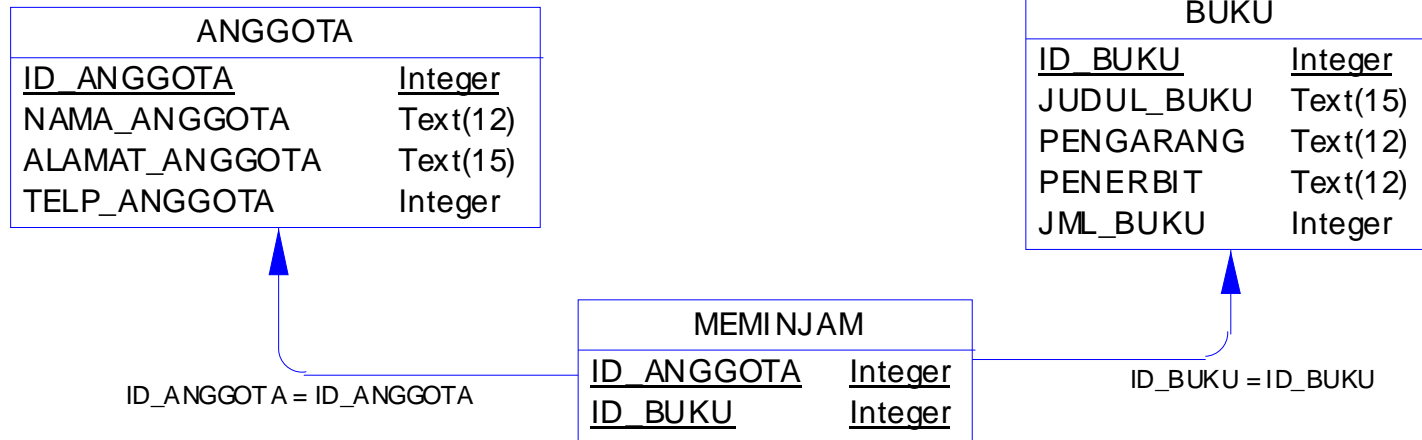 ANGGOTA
ID_ANGGOTA Integer
NAMA_ANGGOTA Text(12)
ALAMAT_ANGGOTA Text(15)
TELP_ANGGOTA Integer
BUKU
ID_BUKU Integer
JUDUL_BUKU Text(15)
PENGARANG Text(12)
PENERBIT Text(12)
JML_BUKU Integer
MEMINJAM
ID_ANGGOTA Integer
ID_BUKU Integer
ID_ANGGOTA = ID_ANGGOTA
ID_BUKU = ID_BUKU